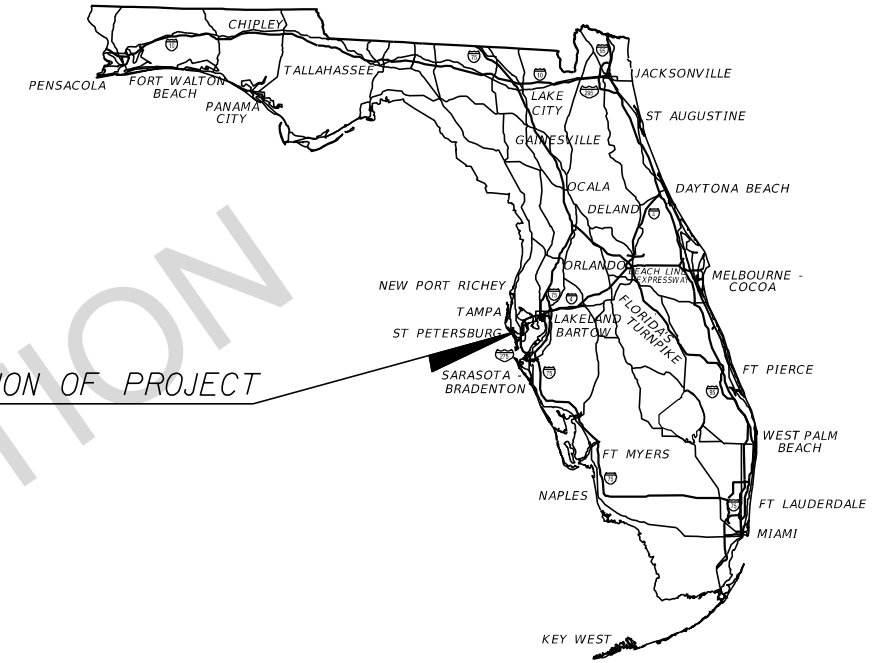 CHIPLEY
PENSACOLA
FORT WALTON
BEACH
PANAMA
CITY
TALLAHASSEE
LAKE
CITY
JACKSONVILLE
ST AUGUSTINE
GAINESVILLE
OCALA
DELAND
DAYTONA BEACH
ORLANDO
BEACH LINE
EXPRESSWAY
MELBOURNE -
COCOA
NEW PORT RICHEY
TAMPA
ST PETERSBURG
LAKELAND
BARTOW
FLORIDA'S
TURNPIKE
SARASOTA -
BRADENTON
FT PIERCE
ION OF PROJECT
TION
WEST PALM
BEACH
FT MYERS
NAPLES
FT LAUDERDALE
MIAMI
KEY WEST